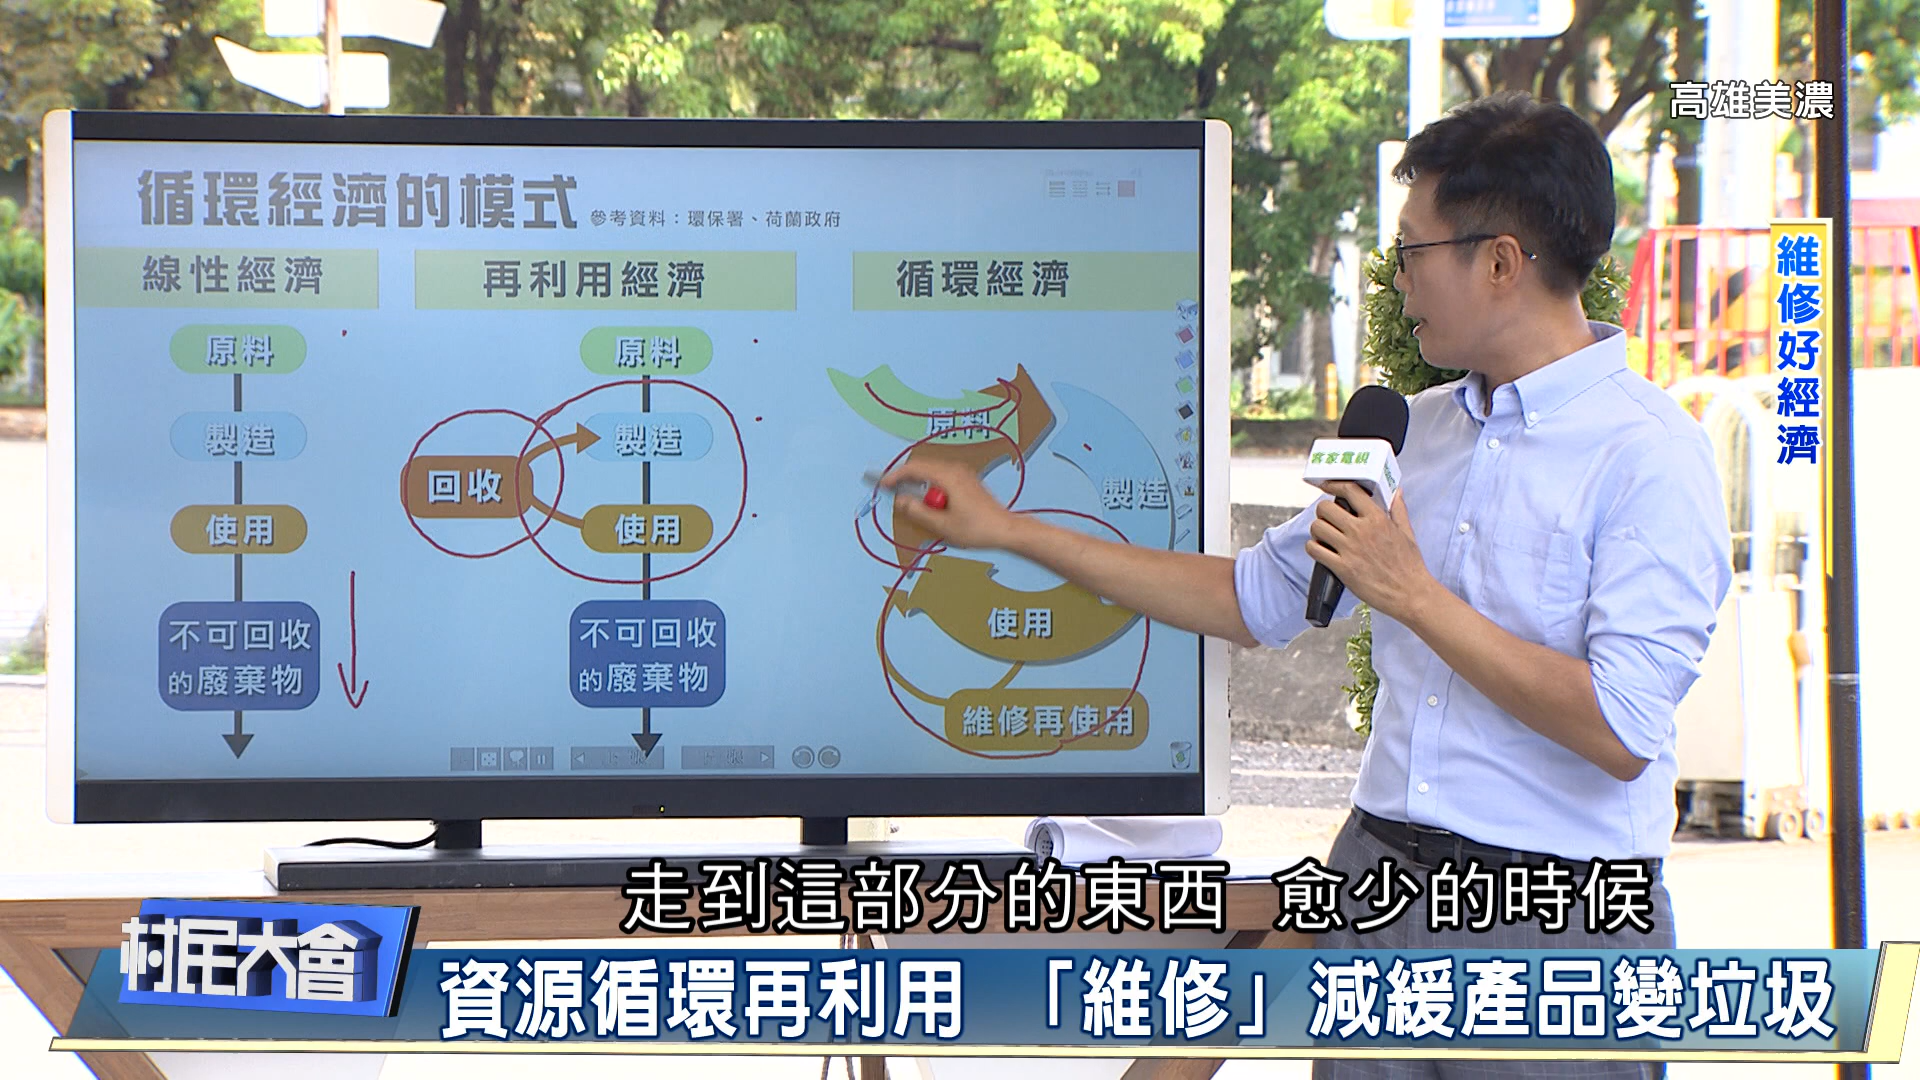 高雄美濃
維修好經濟
循環經濟的模式
參考資料：環保署、荷蘭政府
線性經濟
原料
製造
使用
不可回收
的廢棄物
再利用經濟
原料
製造
回收
使用
不可回收
的廢棄物
循環經濟
原料
製造
使用
維修再使用
客家電視
走到這部分的東西 愈少的時候
村民大會
資源循環再利用 「維修」減緩產品變垃圾